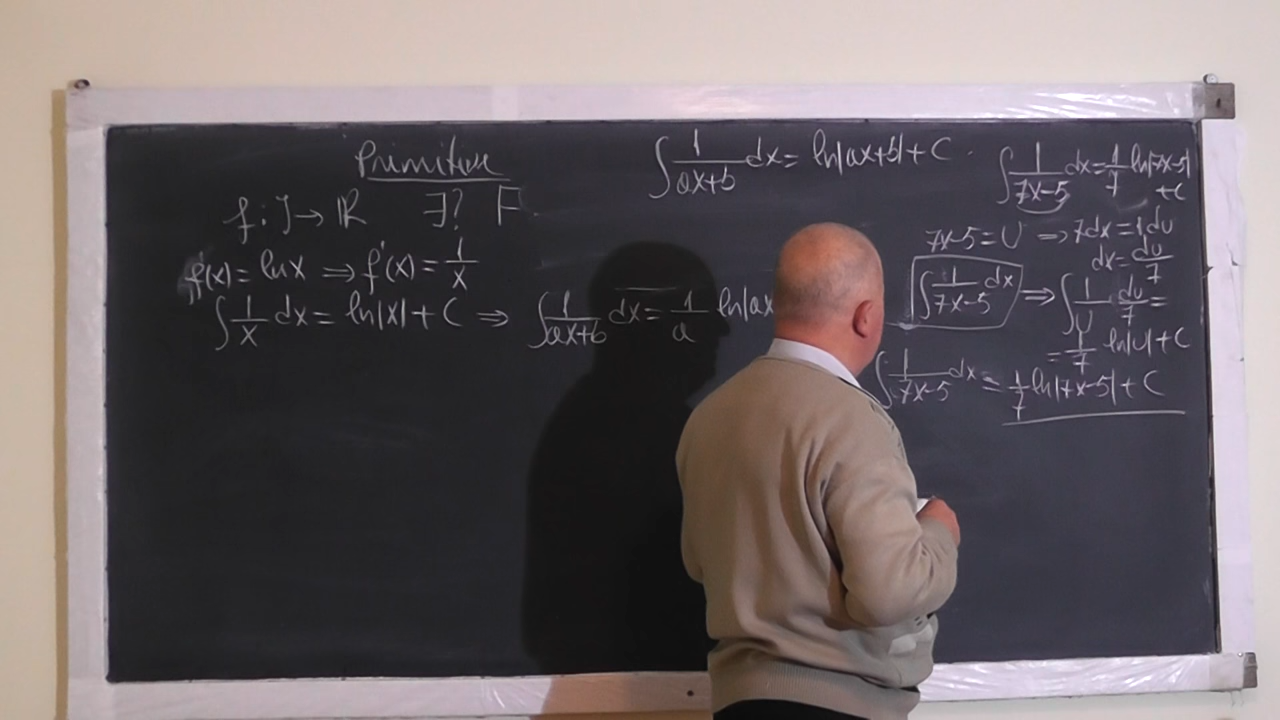 Primitive
f : J → ℝ ∃? F
f(x) = ln x ⇒ f'(x) = 1/x
∫ 1/x dx = ln|x| + C ⇒ ∫ 1/(ax+b) dx = 1/a ln|ax
∫ 1/(ax+b) dx = ln|ax+b| + C
∫ 1/(7x-5) dx = 1/7 ln|7x-5|
+C
7x-5 = U ⇒ 7dx = 1du
dx = du/7
∫ 1/(7x-5) dx ⇒ ∫ 1/U du/7 =
= 1/7 ln|u| + C
∫ 1/(7x-5) dx = 1/7 ln|7x-5| + C